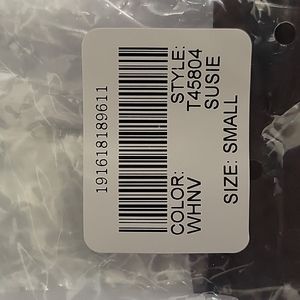 STYLE:
T45804
SUSIE
191618189611
COLOR:
WHNV
SIZE: SMALL